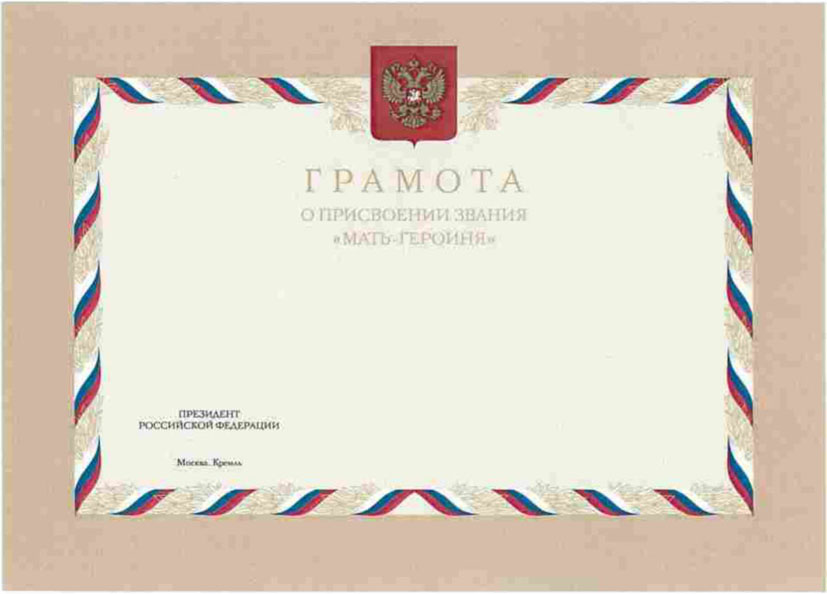 ГРАМОТА
О ПРИСВОЕНИИ ЗВАНИЯ
«МАТЬ-ГЕРОИНЯ»
ПРЕЗИДЕНТ
РОССИЙСКОЙ ФЕДЕРАЦИИ
Москва, Кремль